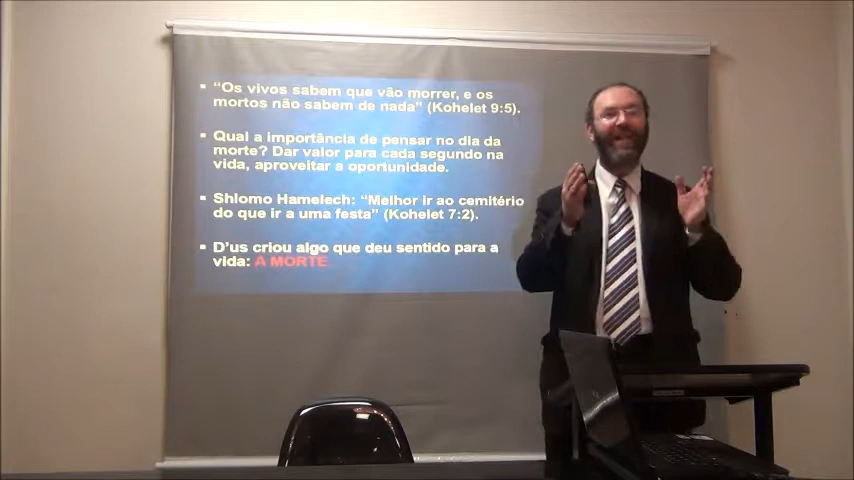 ▪ "Os vivos sabem que vão morrer, e os
mortos não sabem de nada" (Kohelet 9:5).
▪ Qual a importância de pensar no dia da
morte? Dar valor para cada segundo na
vida, aproveitar a oportunidade.
▪ Shlomo Hamelech: "Melhor ir ao cemitério
do que ir a uma festa" (Kohelet 7:2).
▪ D'us criou algo que deu sentido para a
vida: A MORTE